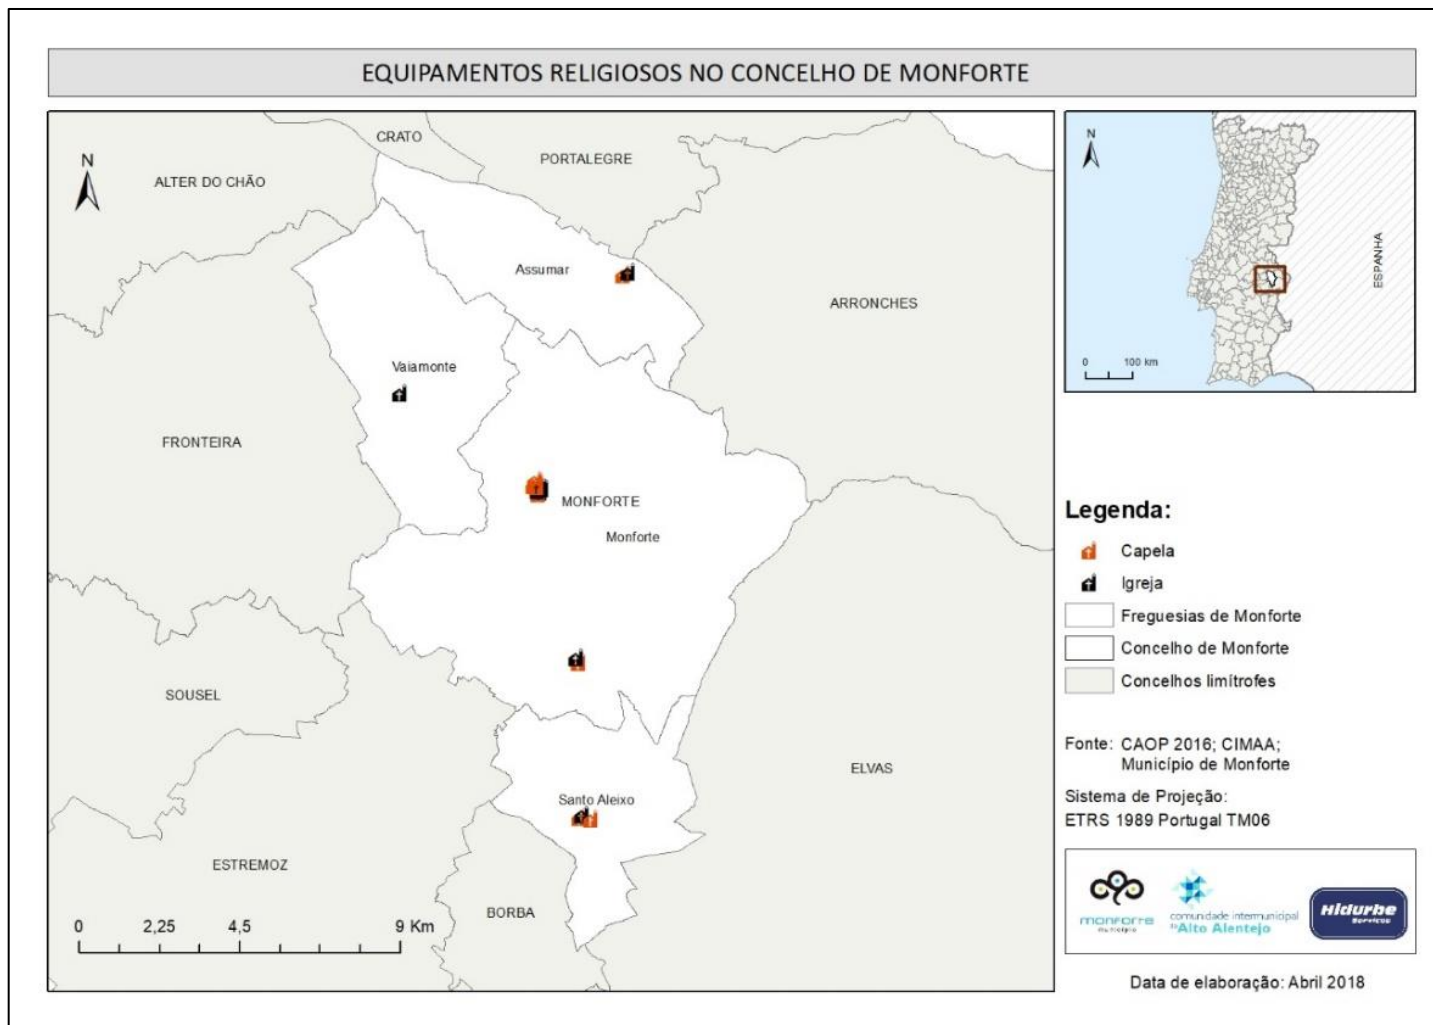 EQUIPAMENTOS RELIGIOSOS NO CONCELHO DE MONFORTE
N
CRATO
PORTALEGRE
ALTER DO CHÃO
Assumar
ARRONCHES
Vaiamonte
FRONTEIRA
MONFORTE
Monforte
SOUSEL
ELVAS
Santo Aleixo
ESTREMOZ
BORBA
0 2,25 4,5 9 Km
N
ESPANHA
0 100 km
Legenda:
Capela
Igreja
Freguesias de Monforte
Concelho de Monforte
Concelhos limítrofes
Fonte: CAOP 2016; CIMAA;
Município de Monforte
Sistema de Projeção:
ETRS 1989 Portugal TM06
monforte
município
comunidade intermunicipal
do Alto Alentejo
Hidurbe
Serviços
Data de elaboração: Abril 2018